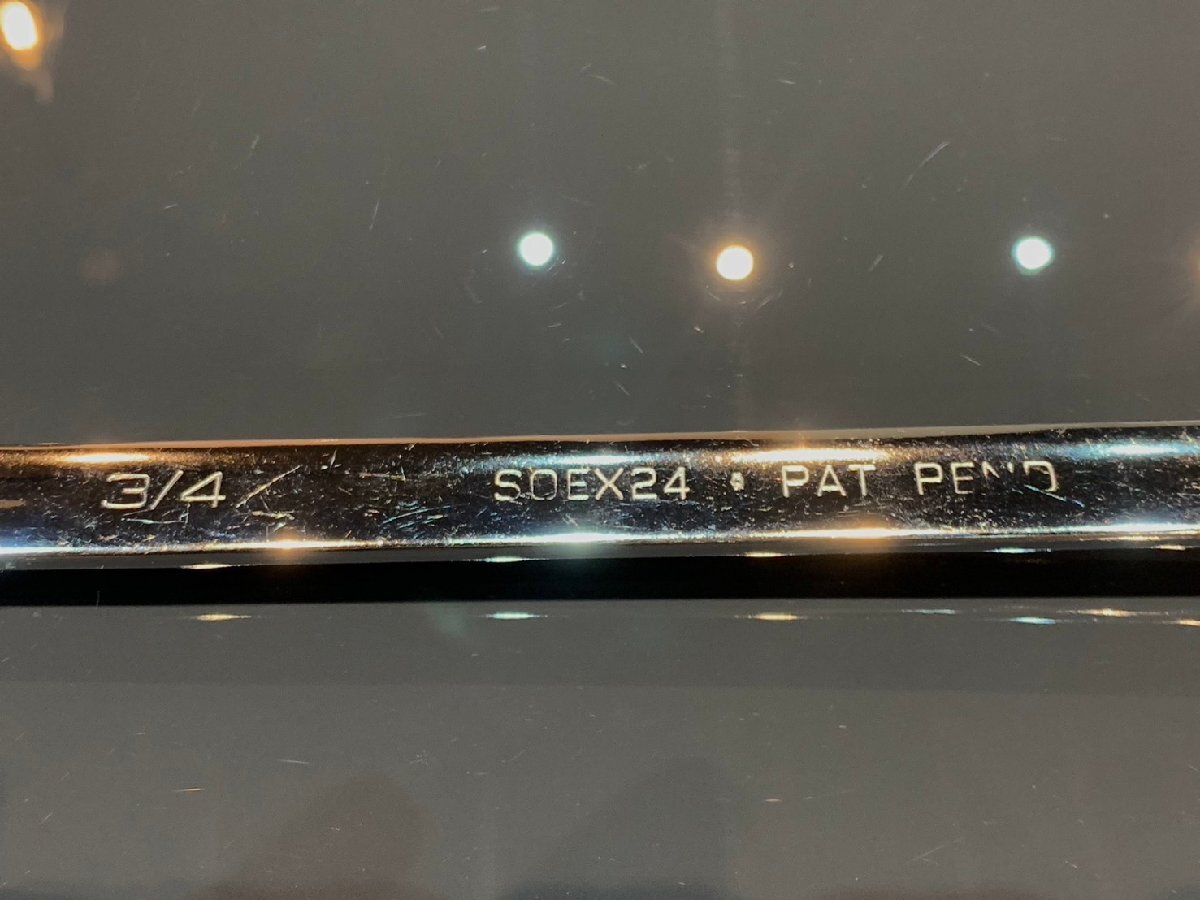 3/4 SOEX24 • PAT PEND